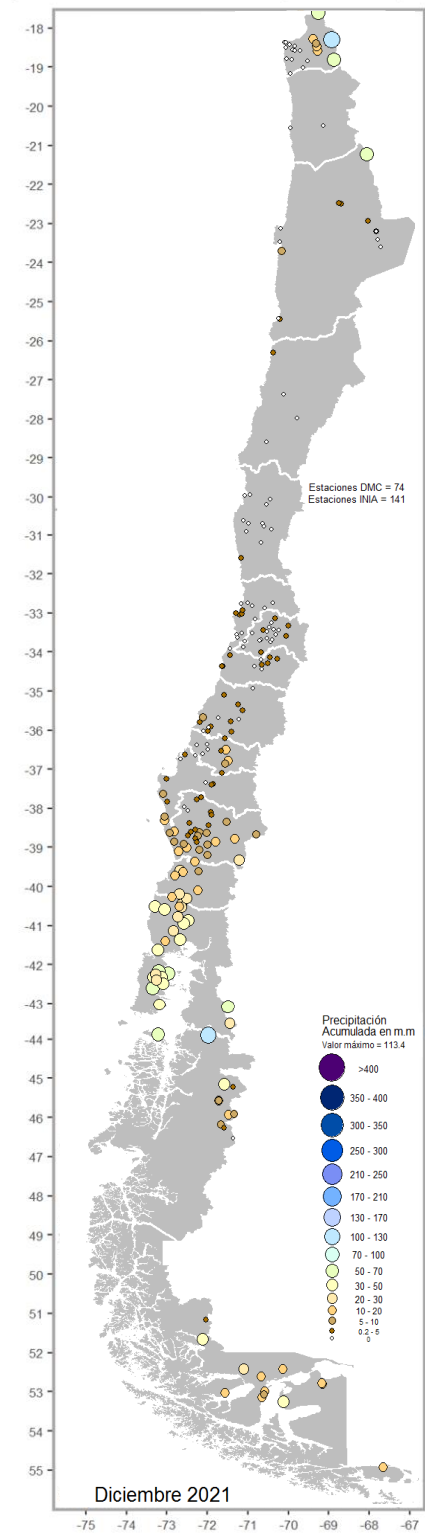 -18
-19
-20
-21
-22
-23
-24
-25
-26
-27
-28
-29
Estaciones DMC = 74
-30
Estaciones INIA = 141
-31
-32
-33
-34
-35
-36
-37
-38
-39
-40
-41
-42
-43
Precipitación
Acumulada en m.m
Valor máximo = 113.4
-44
>400
-45
350 - 400
-46
300 - 350
250 - 300
-47
210 - 250
-48
170 - 210
130 - 170
-49
100 - 130
70 - 100
-50
50 - 70
30 - 50
-51
20 - 30
10 - 20
5 - 10
0.2 - 5
0
-52
-53
-54
-55
Diciembre 2021
-75 -74 -73 -72 -71 -70 -69 -68 -67